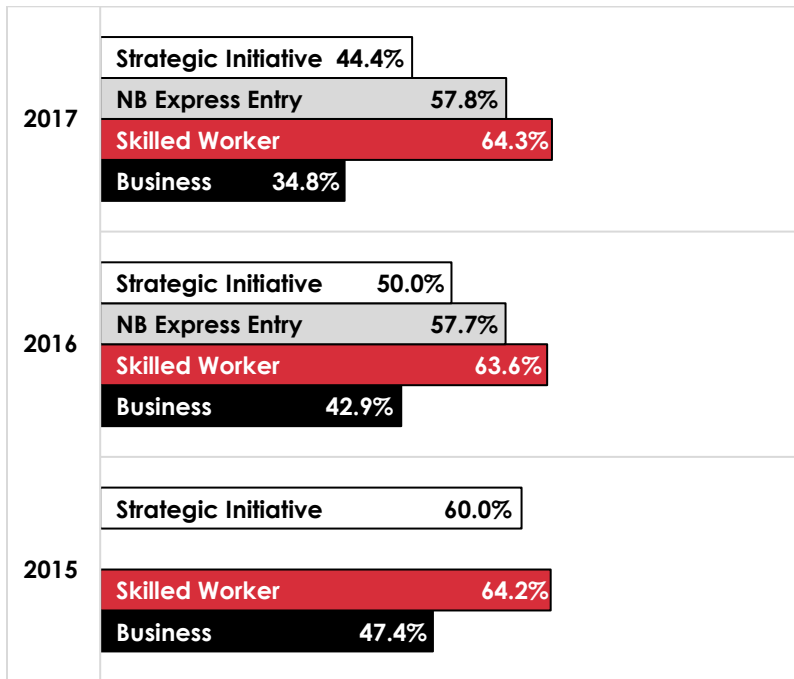 2017
Strategic Initiative 44.4%
NB Express Entry 57.8%
Skilled Worker 64.3%
Business 34.8%
2016
Strategic Initiative 50.0%
NB Express Entry 57.7%
Skilled Worker 63.6%
Business 42.9%
2015
Strategic Initiative 60.0%
Skilled Worker 64.2%
Business 47.4%